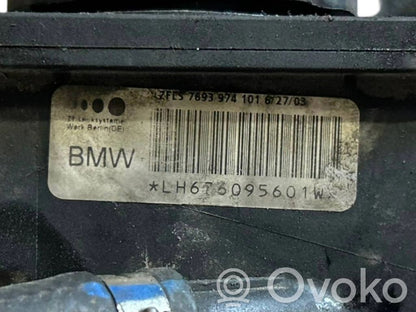 ZFLS 7693 974 101 6 27/03
ZF Lenksysteme
Werk Berlin(DE)
BMW
*LH6T6095601W
Ovoko